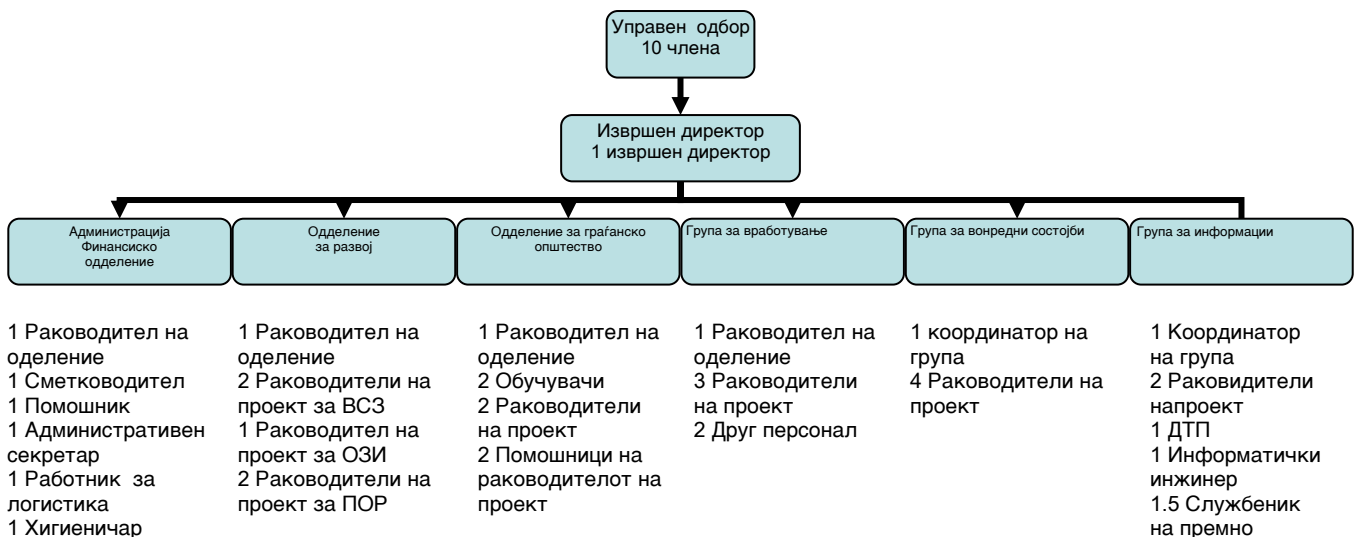 Управен одбор
10 члена
Извршен директор
1 извршен директор
Администрација
Финансиско
одделение
Одделение
за развој
Одделение за граѓанско
општество
Група за вработување
Група за вонредни состојби
Група за информации
1 Раководител на
оделение
1 Сметководител
1 Помошник
1 Административен
секретар
1 Работник за
логистика
1 Хигиеничар
1 Раководител на
оделение
2 Раководители на
проект за ВСЗ
1 Раководител на
проект за ОЗИ
2 Раководители на
проект за ПОР
1 Раководител на
оделение
2 Обучувачи
2 Раководители
на проект
2 Помошници на
раководителот на
проект
1 Раководител на
оделение
3 Раководители
на проект
2 Друг персонал
1 координатор на
група
4 Раководители на
проект
1 Координатор
на група
2 Раковидители
напроект
1 ДТП
1 Информатички
инжинер
1.5 Службеник
на премно